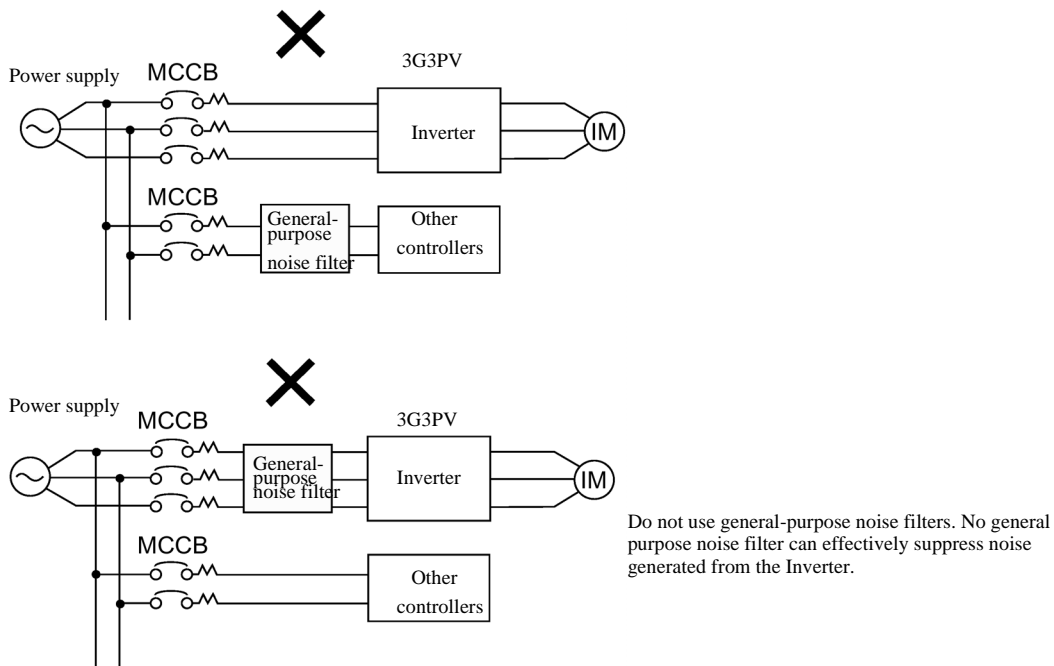 3G3PV
Power supply
MCCB
Inverter
IM
MCCB
General-
purpose
noise filter
Other
controllers
3G3PV
Power supply
MCCB
General-
purpose
noise filter
Inverter
IM
Do not use general-purpose noise filters. No general
purpose noise filter can effectively suppress noise
generated from the Inverter.
MCCB
Other
controllers